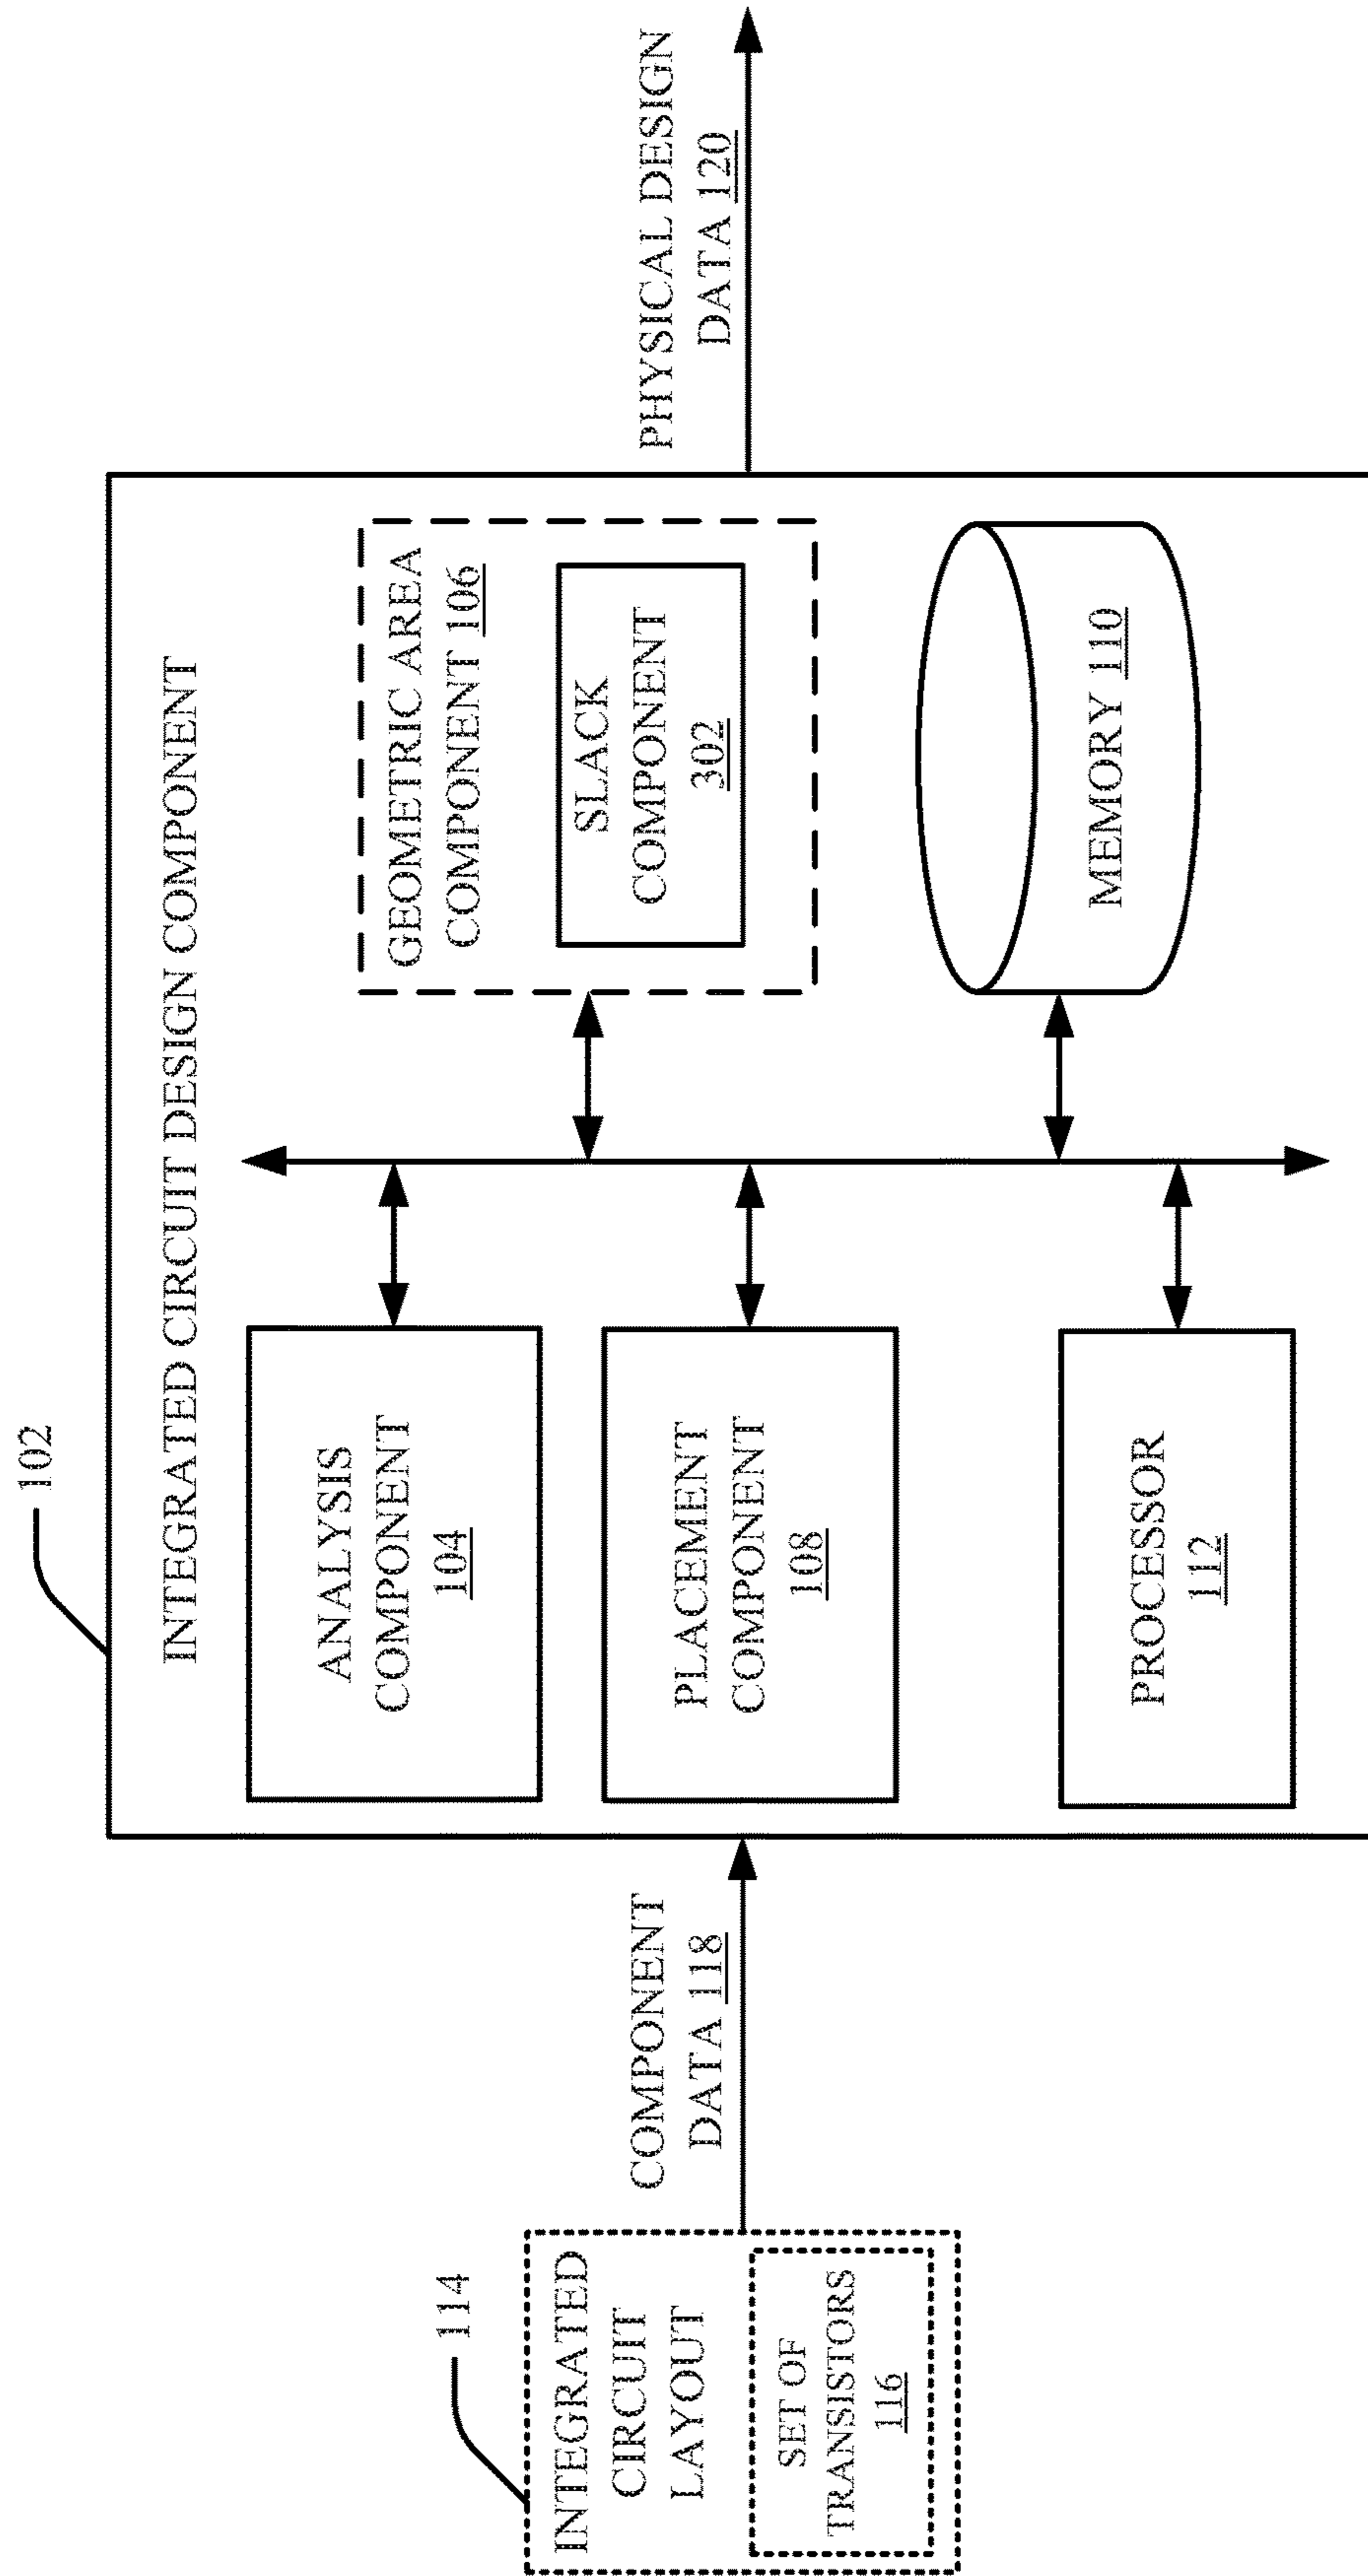 102
INTEGRATED CIRCUIT DESIGN COMPONENT
114
INTEGRATED
CIRCUIT
LAYOUT
SET OF
TRANSISTORS
116
COMPONENT
DATA 118
ANALYSIS
COMPONENT
104
PLACEMENT
COMPONENT
108
PROCESSOR
112
GEOMETRIC AREA
COMPONENT 106
SLACK
COMPONENT
302
MEMORY 110
PHYSICAL DESIGN
DATA 120